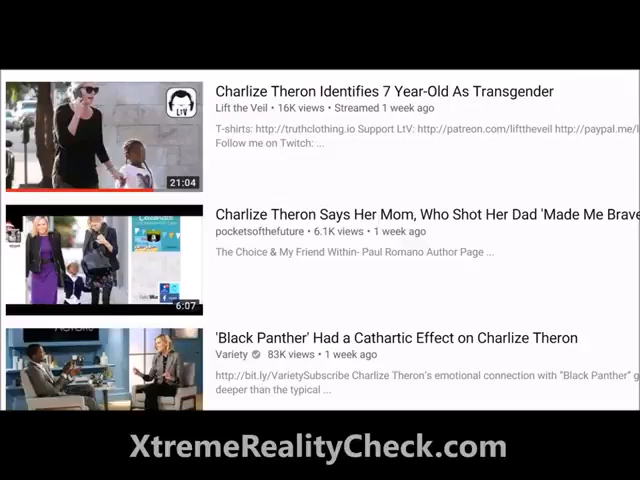 Charlize Theron Identifies 7 Year-Old As Transgender
Lift the Veil • 16K views • Streamed 1 week ago
T-shirts: http://truthclothing.io Support LtV: http://patreon.com/lifttheveil http://paypal.me/l
Follow me on Twitch: ...
LTV
21:04
Charlize Theron Says Her Mom, Who Shot Her Dad 'Made Me Brave
pocketsofthefuture • 6.1K views • 1 week ago
The Choice & My Friend Within- Paul Romano Author Page ...
6:07
'Black Panther' Had a Cathartic Effect on Charlize Theron
Variety 83K views • 1 week ago
http://bit.ly/VarietySubscribe Charlize Theron's emotional connection with "Black Panther" g
deeper than the typical ...
XtremeRealityCheck.com